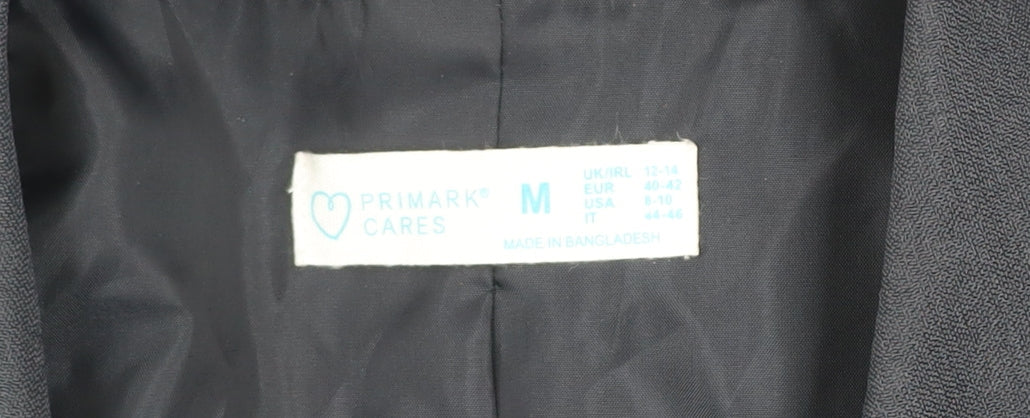 PRIMARK®
CARES
M
UK/IRL 12-14
EUR 40-42
USA 8-10
IT 44-46
MADE IN BANGLADESH